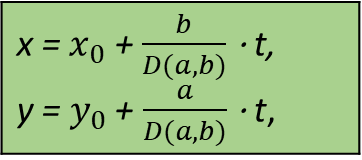 x = x₀ + b/D(a,b) · t,
y = y₀ + a/D(a,b) · t,